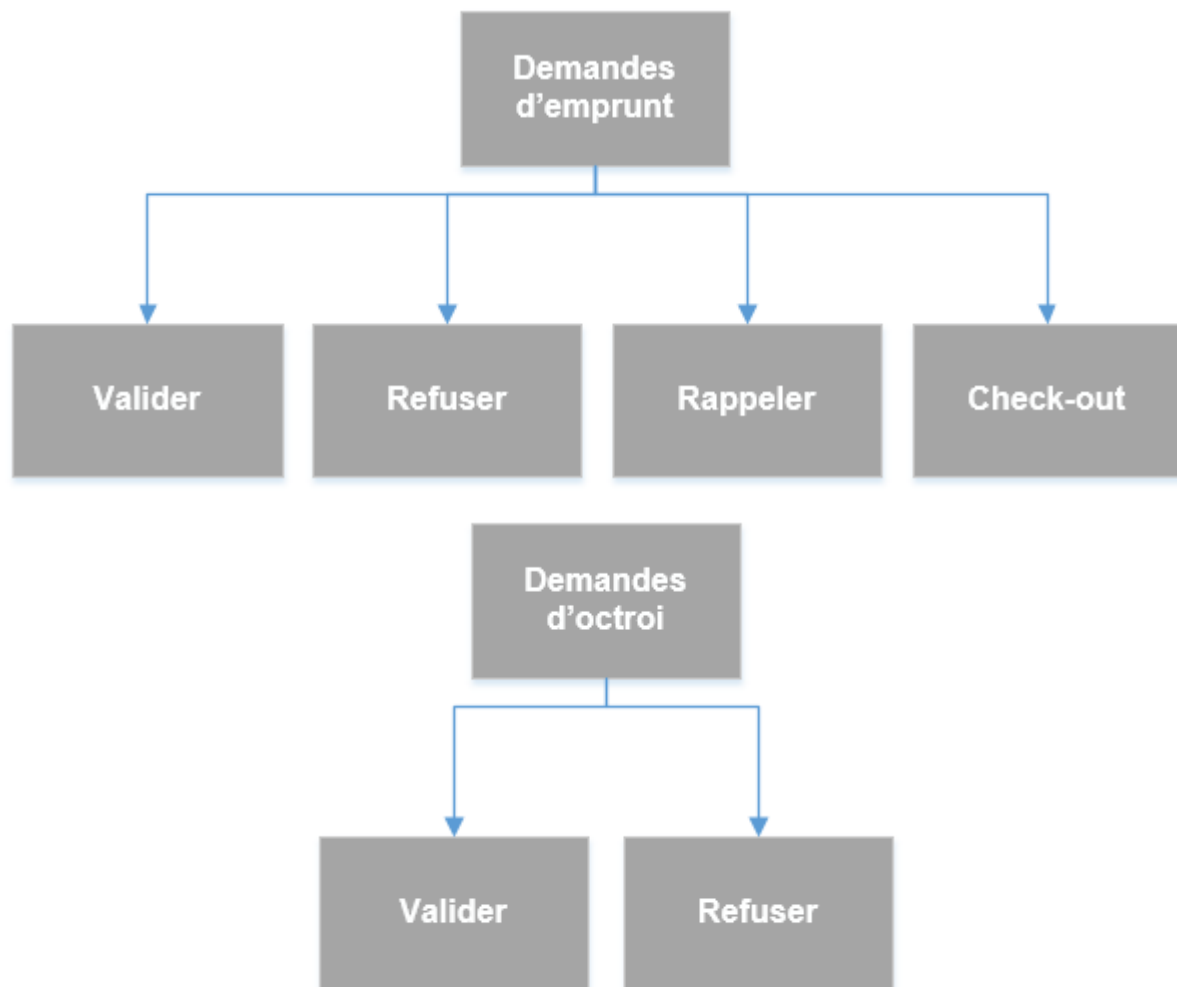 Demandes
d’emprunt
Valider
Refuser
Rappeler
Check-out
Demandes
d’octroi
Valider
Refuser